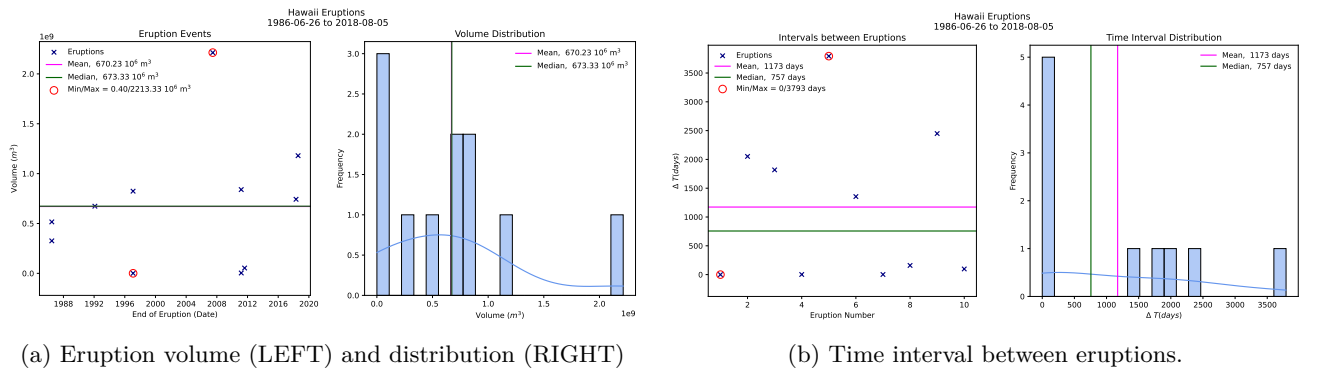 Hawaii Eruptions
1986-06-26 to 2018-08-05
Eruption Events
1e9
Eruptions
Mean, 670.23 10⁶ m³
Median, 673.33 10⁶ m³
Min/Max = 0.40/2213.33 10⁶ m³
Volume (m³)
2.0
1.5
1.0
0.5
0.0
1988 1992 1996 2000 2004 2008 2012 2016 2020
End of Eruption (Date)
Volume Distribution
Mean, 670.23 10⁶ m³
Median, 673.33 10⁶ m³
Frequency
3.0
2.5
2.0
1.5
1.0
0.5
0.0
0.0 0.5 1.0 1.5 2.0
Volume (m³)
1e9
(a) Eruption volume (LEFT) and distribution (RIGHT)
Hawaii Eruptions
1986-06-26 to 2018-08-05
Intervals between Eruptions
Eruptions
Mean, 1173 days
Median, 757 days
Min/Max = 0/3793 days
Δ T(days)
3500
3000
2500
2000
1500
1000
500
0
2 4 6 8 10
Eruption Number
Time Interval Distribution
Mean, 1173 days
Median, 757 days
Frequency
5
4
3
2
1
0
0 500 1000 1500 2000 2500 3000 3500
Δ T(days)
(b) Time interval between eruptions.